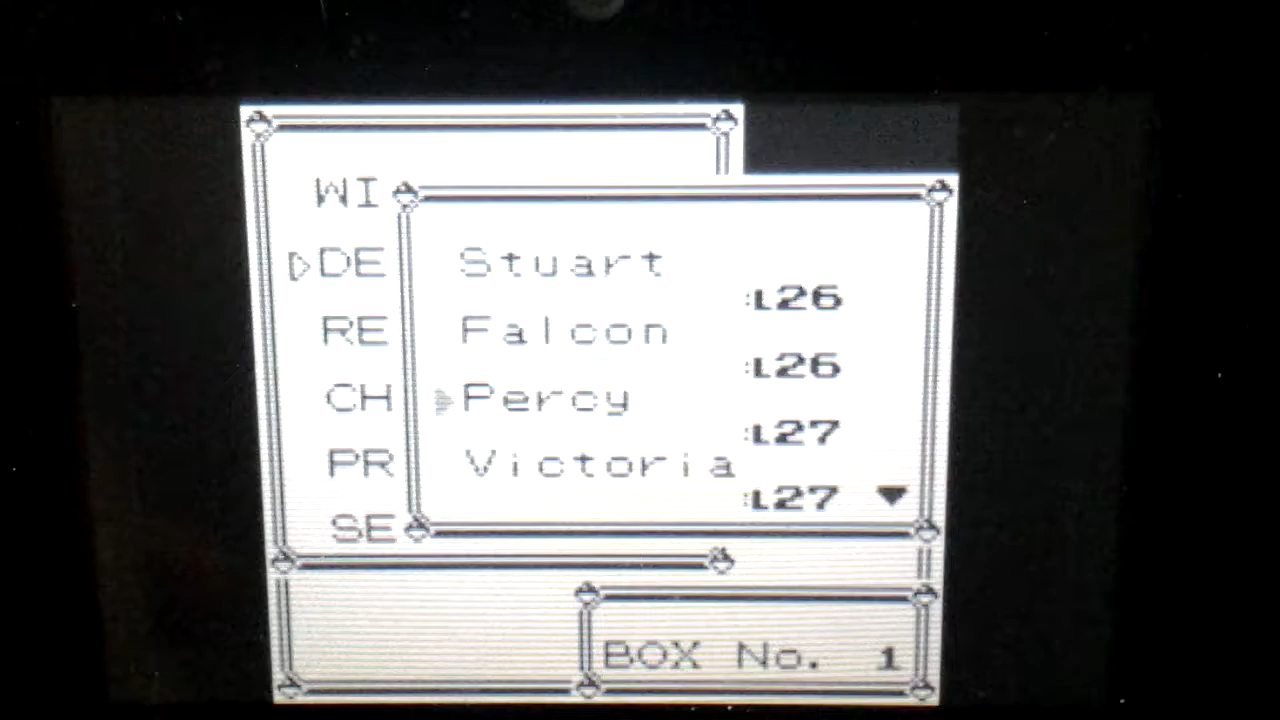 WI
DE
RE
CH
PR
SE
Stuart
:L26
Falcon
:L26
Percy
:L27
Victoria
:L27
BOX No. 1